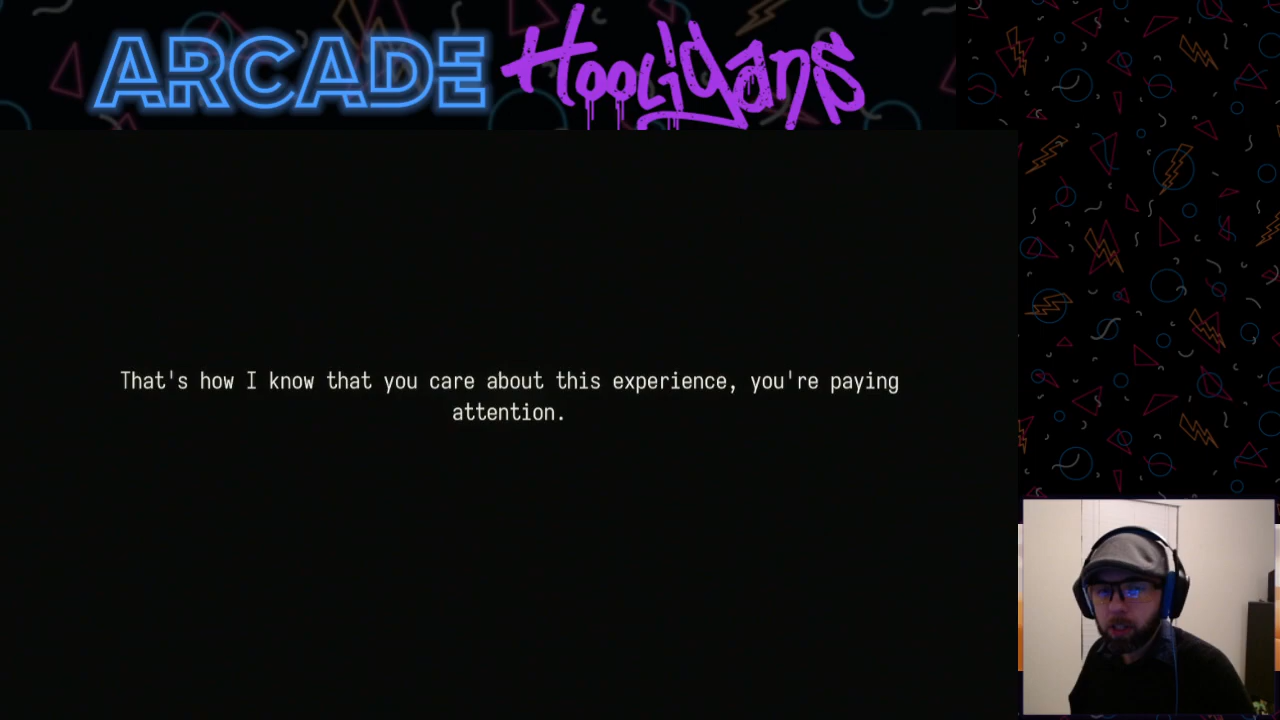 ARCADE Hooligans
That's how I know that you care about this experience, you're paying
attention.